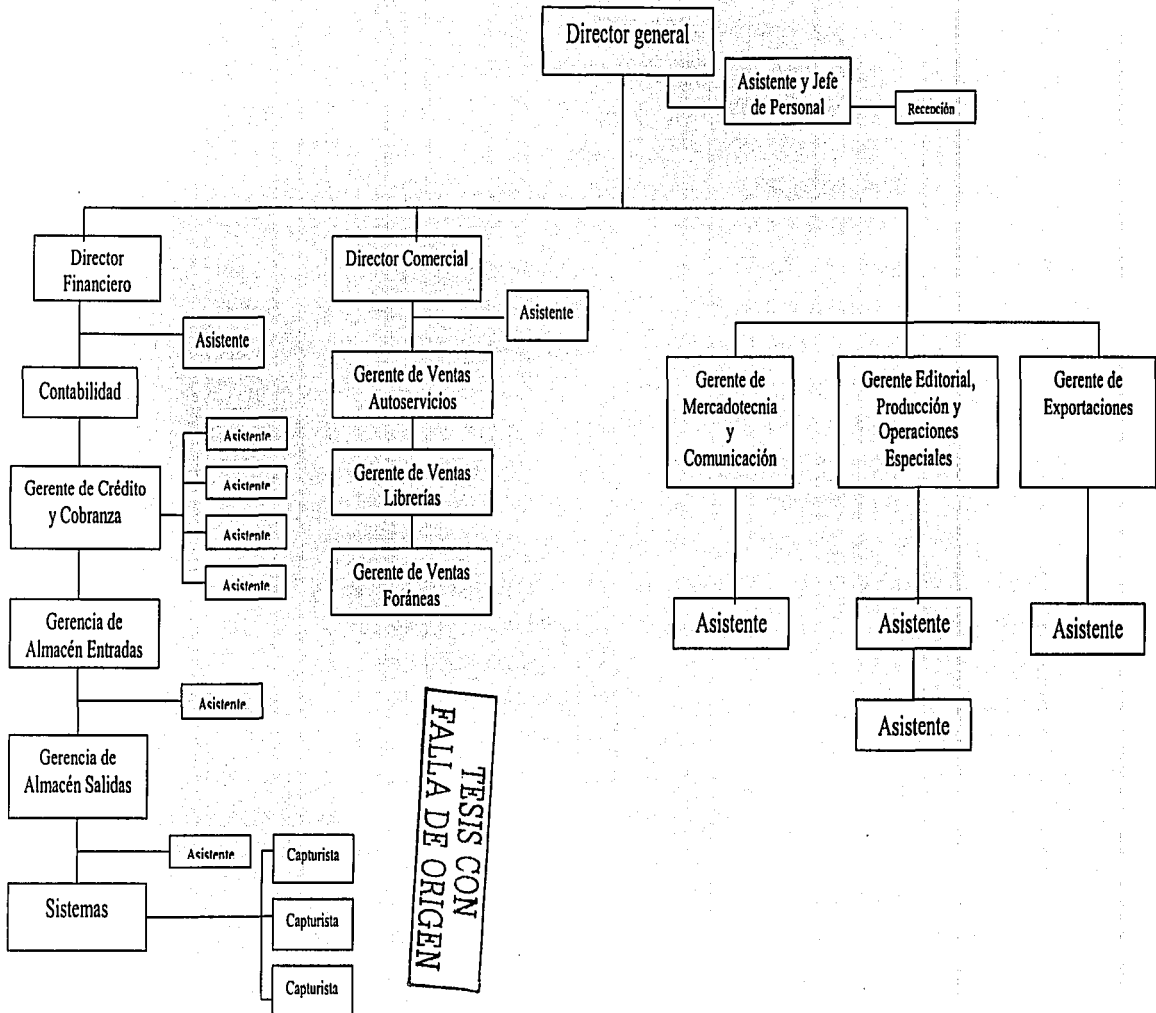 Director general
Asistente y Jefe
de Personal
Recepción
Director
Financiero
Director Comercial
Asistente
Asistente
Contabilidad
Gerente de Ventas
Autoservicios
Gerente de
Mercadotecnia
y
Comunicación
Gerente Editorial,
Producción y
Operaciones
Especiales
Gerente de
Exportaciones
Asistente
Asistente
Asistente
Asistente
Gerente de Crédito
y Cobranza
Gerente de Ventas
Librerías
Gerente de Ventas
Foráneas
Gerencia de
Almacén Entradas
Asistente
Asistente
Asistente
Asistente
Asistente
Gerencia de
Almacén Salidas
Asistente
Sistemas
Capturista
Capturista
Capturista
TESIS CON
FALLA DE ORIGEN